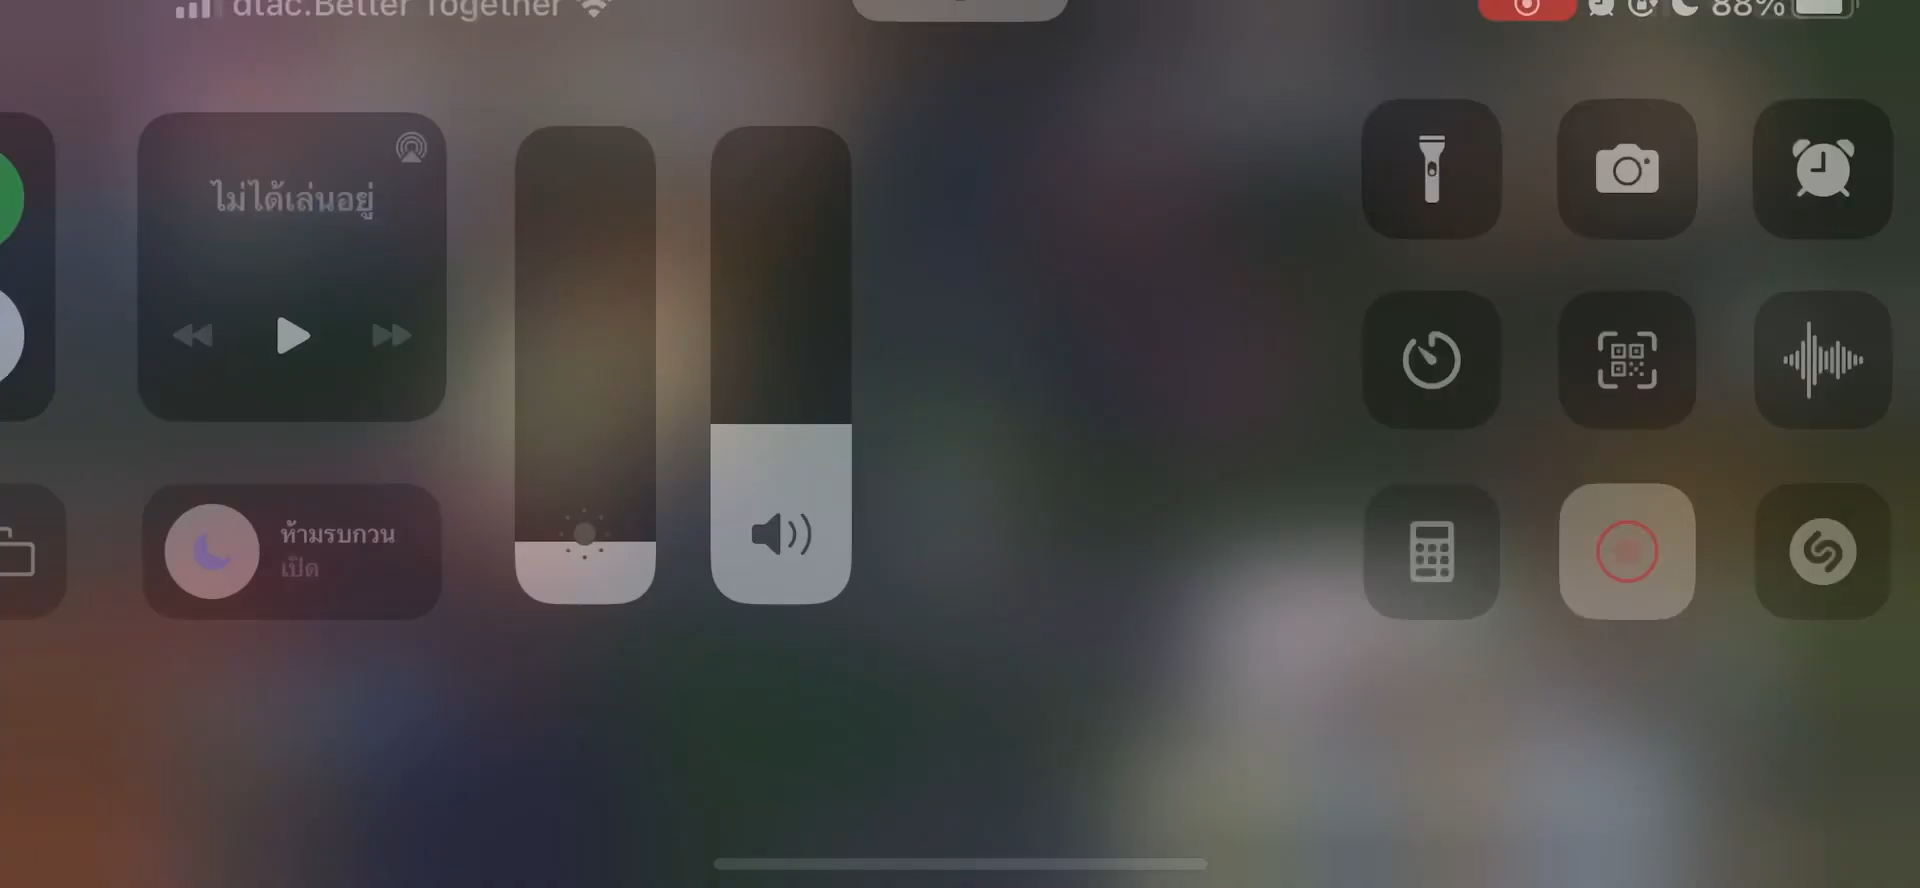 dtac.Better Together
88%
ไม่ได้เล่นอยู่
ห้ามรบกวน
เปิด